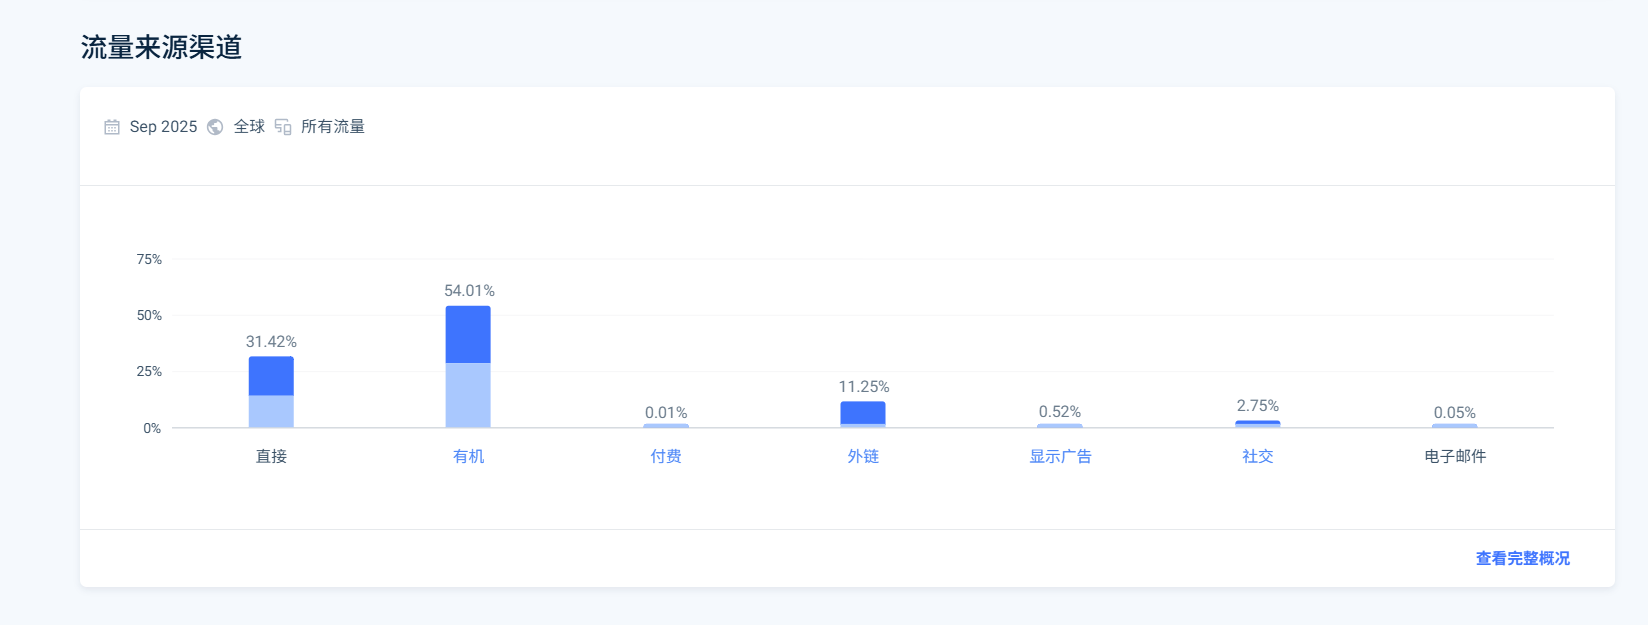 流量来源渠道
Sep 2025 全球 所有流量
75%
50%
25%
0%
31.42%
54.01%
0.01%
11.25%
0.52%
2.75%
0.05%
直接 有机 付费 外链 显示广告 社交 电子邮件
查看完整概况